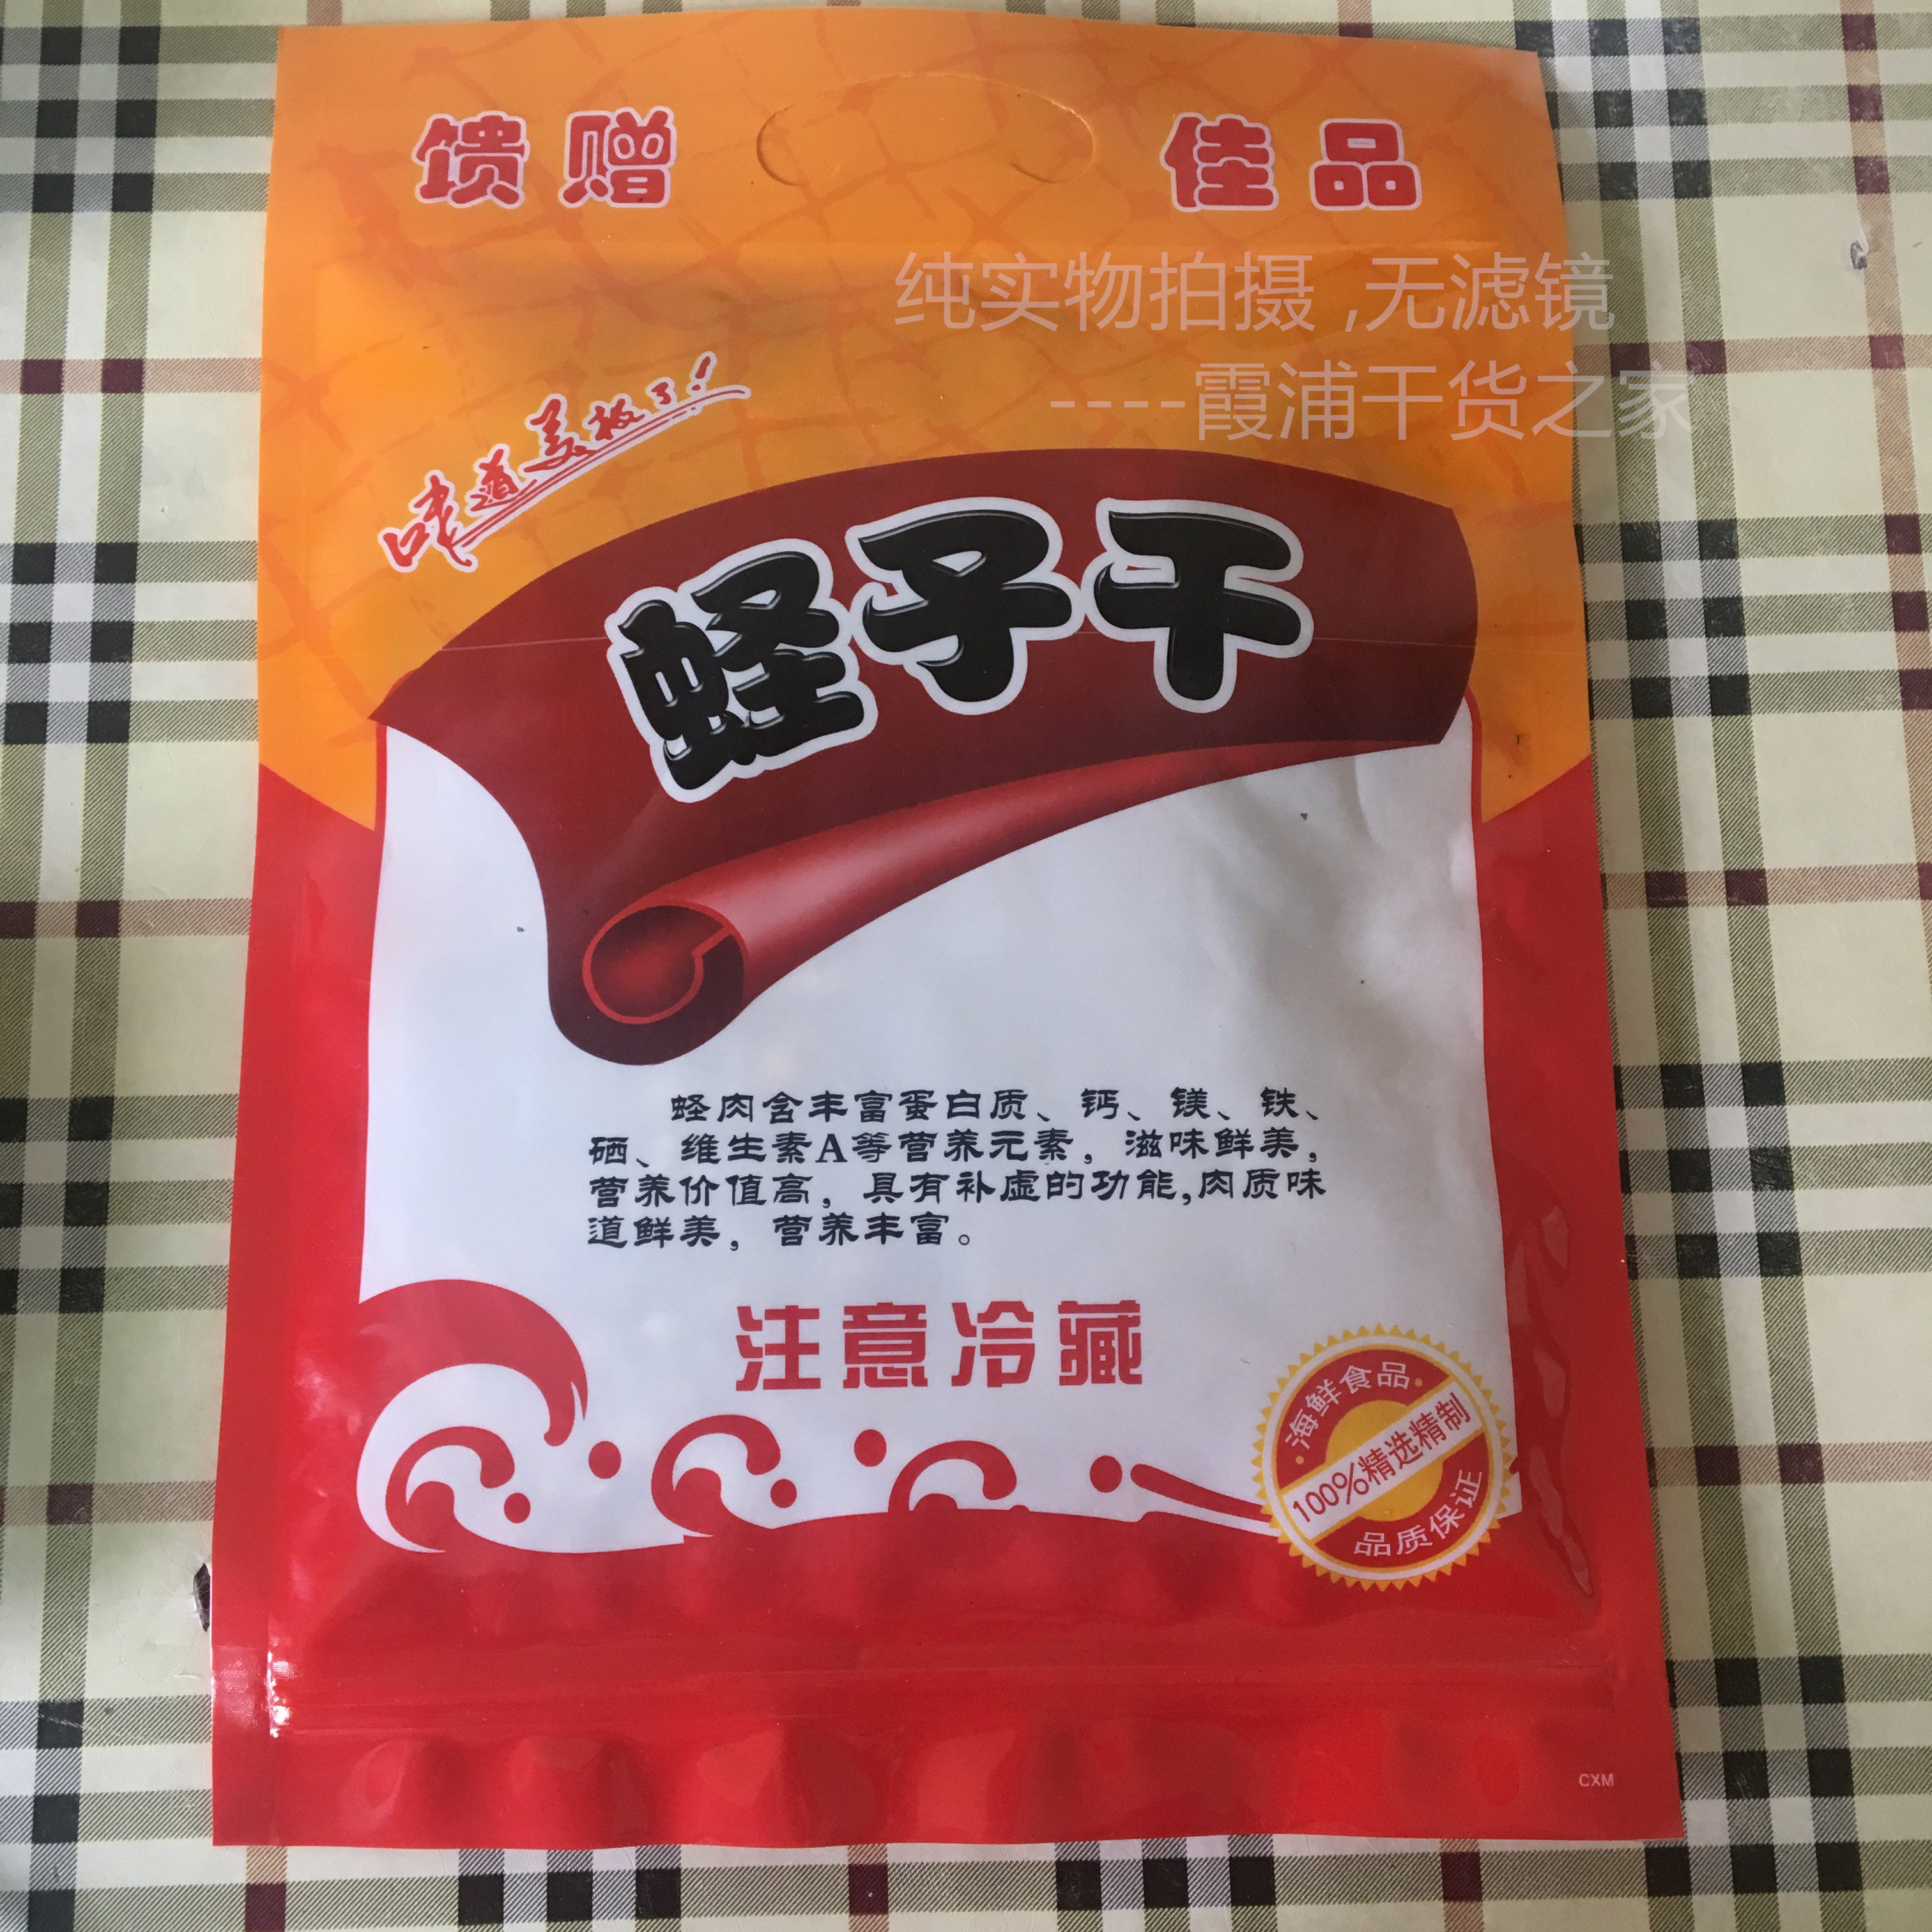 馈赠 佳品
纯实物拍摄,无滤镜
----霞浦干货之家
味道美极了!
蛏子干
蛏肉含丰富蛋白质、钙、镁、铁、
硒、维生素A等营养元素，滋味鲜美，
营养价值高，具有补虚的功能,肉质味
道鲜美，营养丰富。
注意冷藏
海鲜食品
100%精选精制
品质保证
CXM